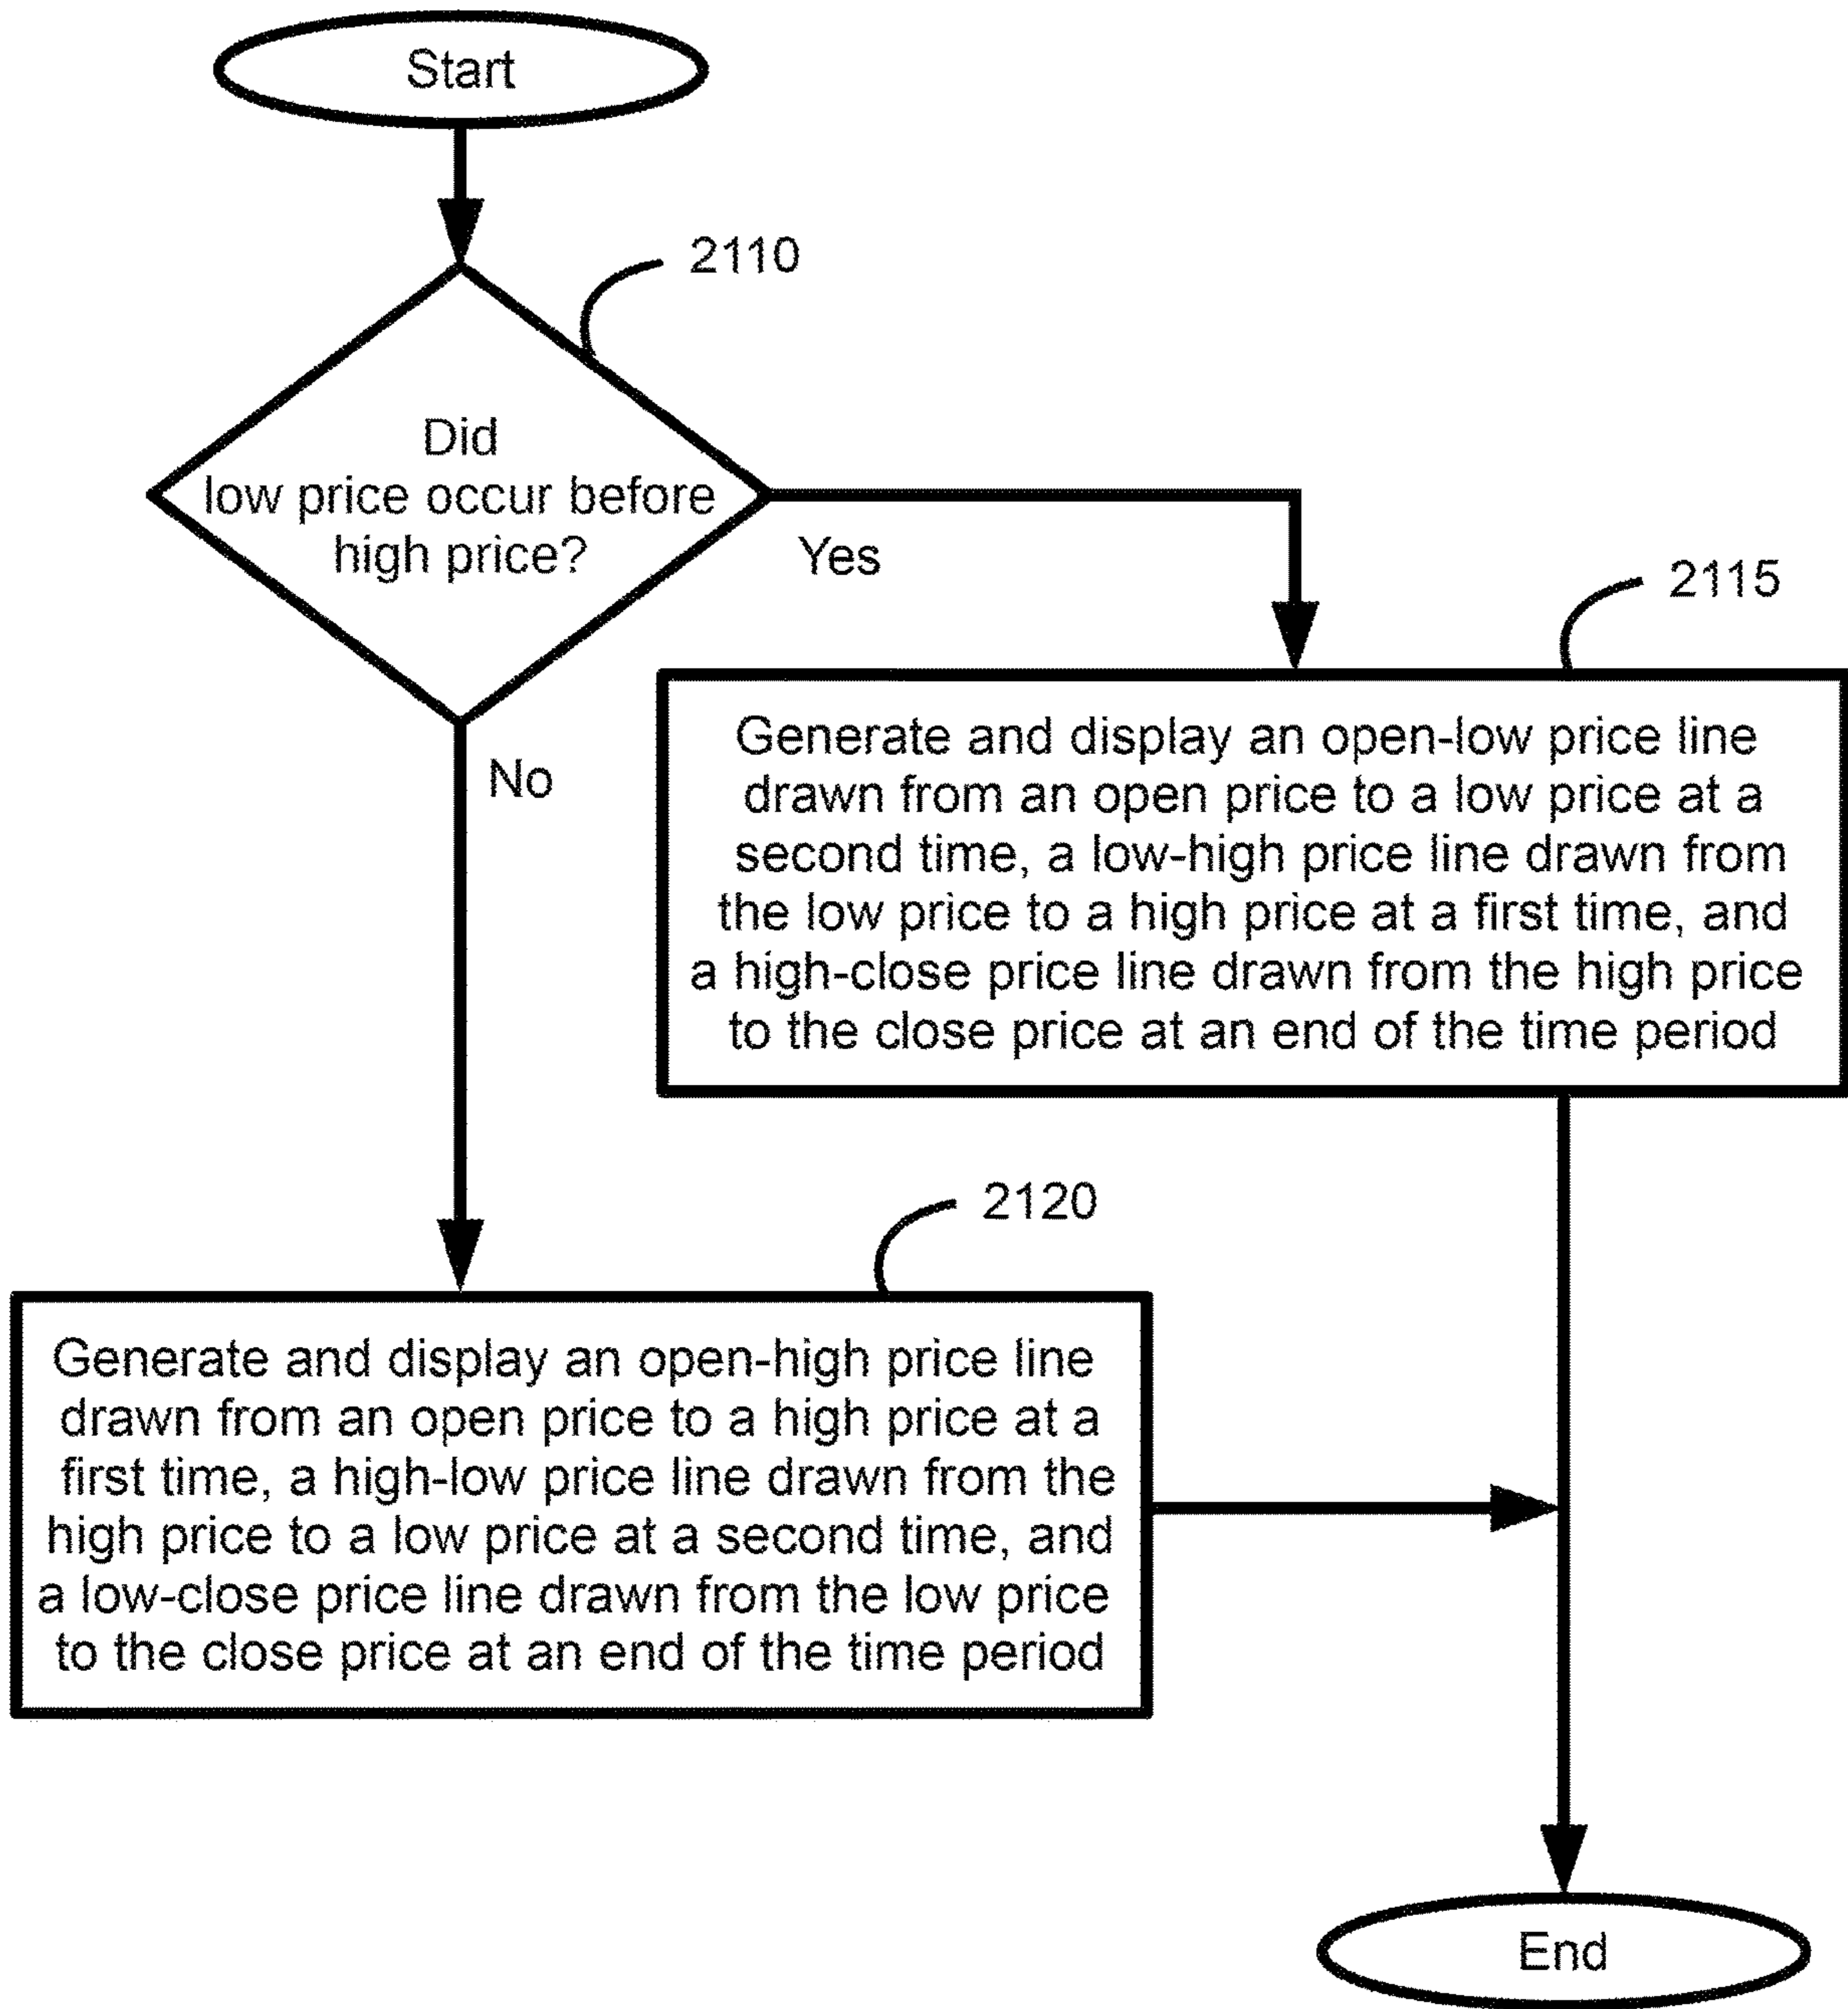 Start
2110
Did
low price occur before
high price?
Yes
No
2115
Generate and display an open-low price line
drawn from an open price to a low price at a
second time, a low-high price line drawn from
the low price to a high price at a first time, and
a high-close price line drawn from the high price
to the close price at an end of the time period
2120
Generate and display an open-high price line
drawn from an open price to a high price at a
first time, a high-low price line drawn from the
high price to a low price at a second time, and
a low-close price line drawn from the low price
to the close price at an end of the time period
End